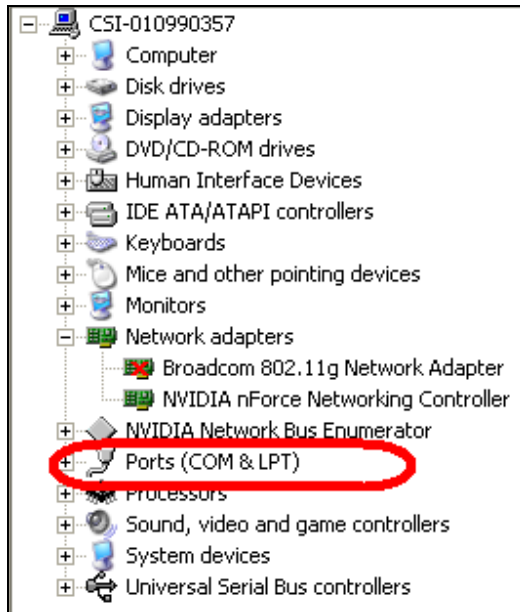 CSI-010990357
Computer
Disk drives
Display adapters
DVD/CD-ROM drives
Human Interface Devices
IDE ATA/ATAPI controllers
Keyboards
Mice and other pointing devices
Monitors
Network adapters
Broadcom 802.11g Network Adapter
NVIDIA nForce Networking Controller
NVIDIA Network Bus Enumerator
Ports (COM & LPT)
Processors
Sound, video and game controllers
System devices
Universal Serial Bus controllers